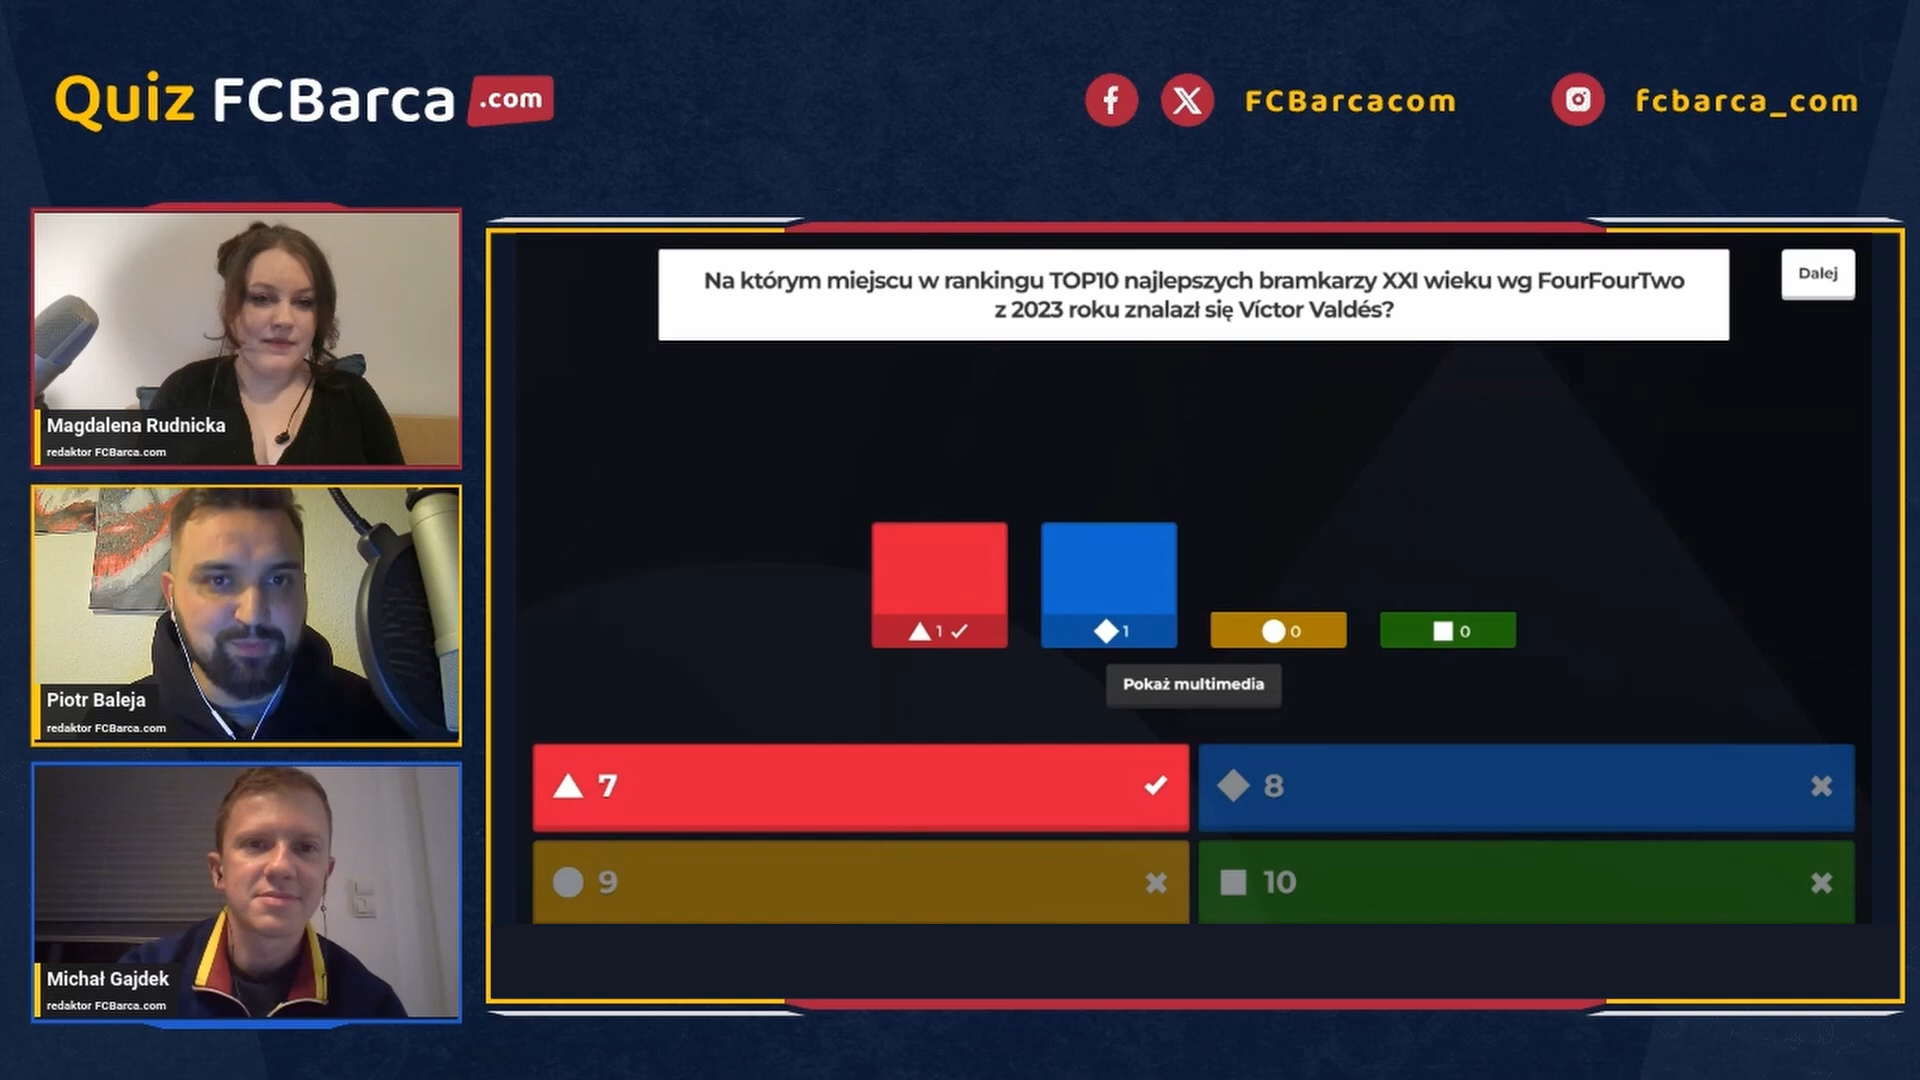 Quiz FCBarca .com
FCBarcacom
fcbarca_com
Magdalena Rudnicka
redaktor FCBarca.com
Piotr Baleja
redaktor FCBarca.com
Michał Gajdek
redaktor FCBarca.com
Na którym miejscu w rankingu TOP10 najlepszych bramkarzy XXI wieku wg FourFourTwo
z 2023 roku znalazł się Víctor Valdés?
Dalej
1
1
0
0
Pokaż multimedia
7
8
9
10